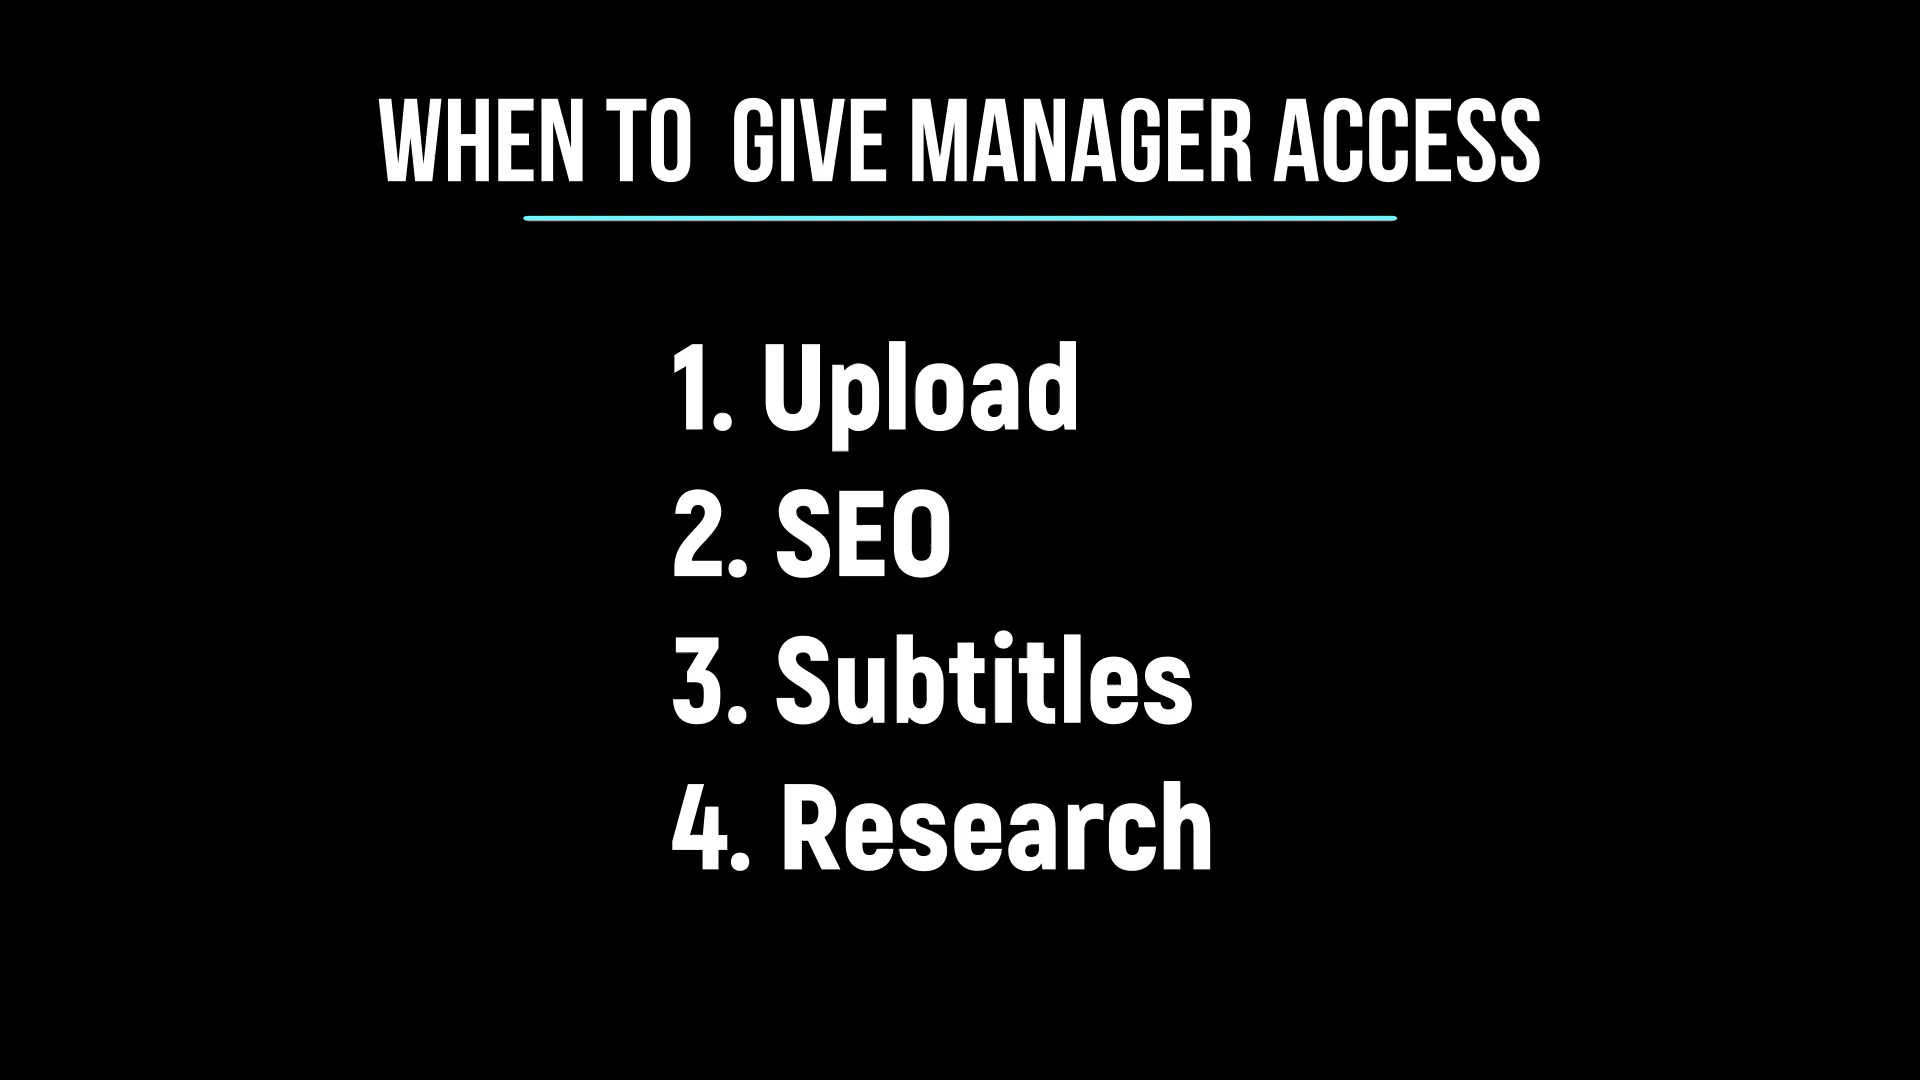 WHEN TO GIVE MANAGER ACCESS
1. Upload
2. SEO
3. Subtitles
4. Research